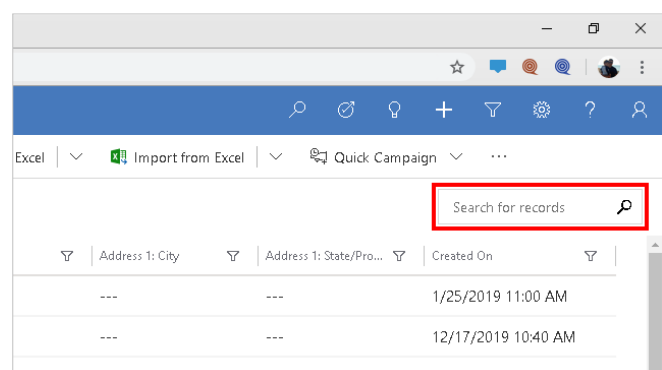 Excel Import from Excel Quick Campaign ...
Search for records
Address 1: City Address 1: State/Pro... Created On
--- --- 1/25/2019 11:00 AM
--- --- 12/17/2019 10:40 AM